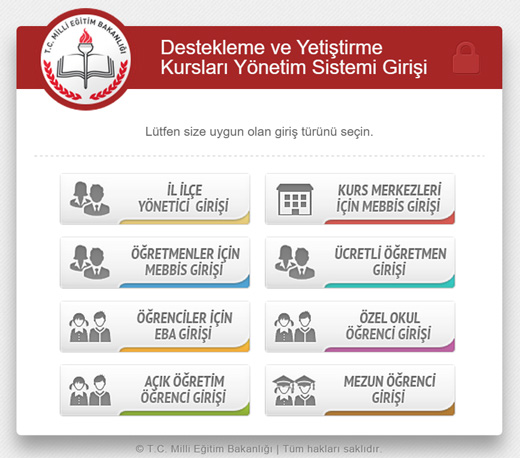 T.C. MİLLİ EĞİTİM BAKANLIĞI
Destekleme ve Yetiştirme
Kursları Yönetim Sistemi Girişi
Lütfen size uygun olan giriş türünü seçin.
İL İLÇE
YÖNETİCİ GİRİŞİ
KURS MERKEZLERİ
İÇİN MEBBİS GİRİŞİ
ÖĞRETMENLER İÇİN
MEBBİS GİRİŞİ
ÜCRETLİ ÖĞRETMEN
GİRİŞİ
ÖĞRENCİLER İÇİN
EBA GİRİŞİ
ÖZEL OKUL
ÖĞRENCİ GİRİŞİ
AÇIK ÖĞRETİM
ÖĞRENCİ GİRİŞİ
MEZUN ÖĞRENCİ
GİRİŞİ
© T.C. Milli Eğitim Bakanlığı | Tüm hakları saklıdır.